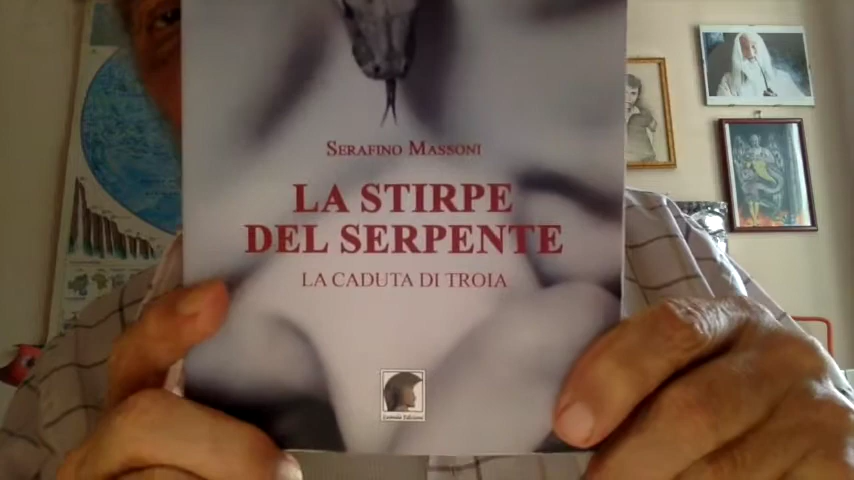 SERAFINO MASSONI
LA STIRPE
DEL SERPENTE
LA CADUTA DI TROIA